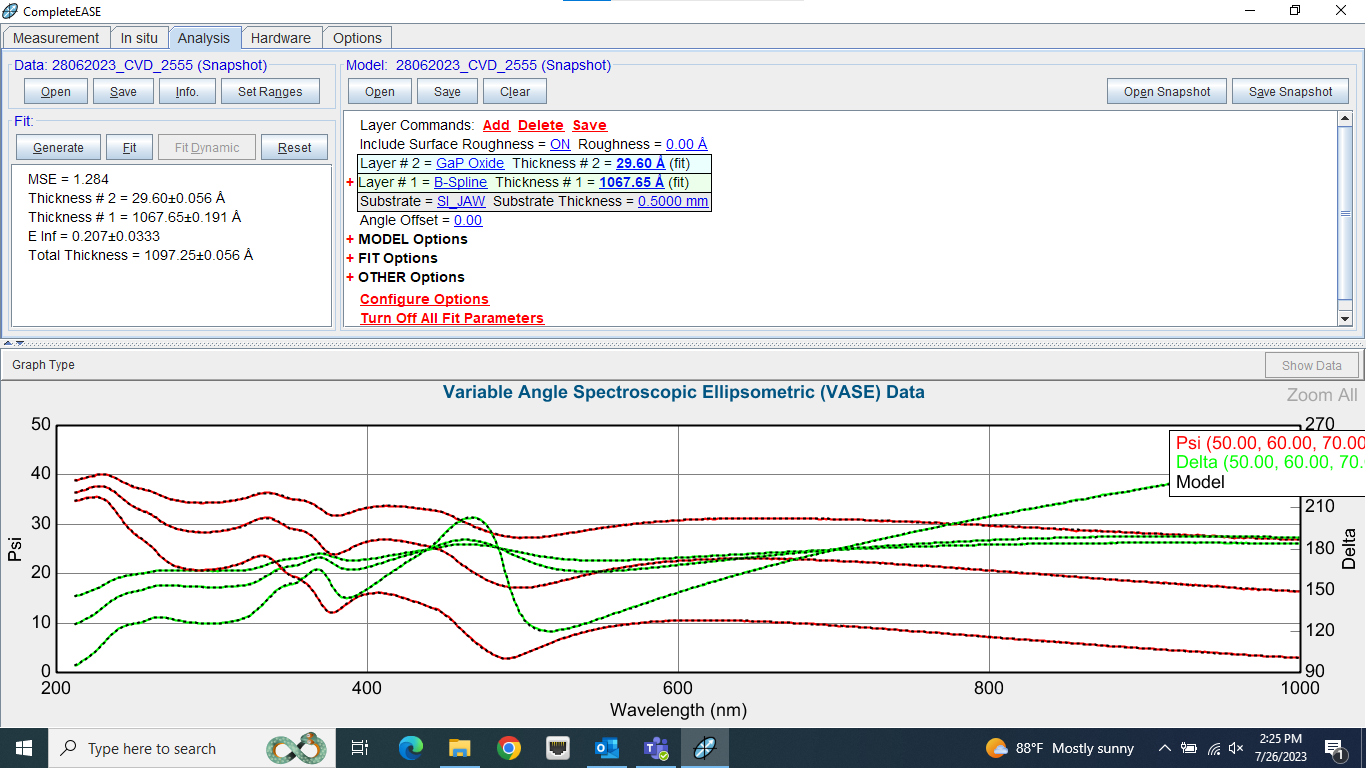 CompleteEASE
Measurement In situ Analysis Hardware Options
Data: 28062023_CVD_2555 (Snapshot)
Open Save Info. Set Ranges
Fit:
Generate Fit Fit Dynamic Reset
MSE = 1.284
Thickness # 2 = 29.60±0.056 Å
Thickness # 1 = 1067.65±0.191 Å
E Inf = 0.207±0.0333
Total Thickness = 1097.25±0.056 Å
Model: 28062023_CVD_2555 (Snapshot)
Open Save Clear Open Snapshot Save Snapshot
Layer Commands: Add Delete Save
Include Surface Roughness = ON Roughness = 0.00 Å
Layer # 2 = GaP Oxide Thickness # 2 = 29.60 Å (fit)
+ Layer # 1 = B-Spline Thickness # 1 = 1067.65 Å (fit)
Substrate = SI_JAW Substrate Thickness = 0.5000 mm
Angle Offset = 0.00
+ MODEL Options
+ FIT Options
+ OTHER Options
Configure Options
Turn Off All Fit Parameters
Graph Type Show Data
Variable Angle Spectroscopic Ellipsometric (VASE) Data
Zoom All
50
40
30
20
10
0
Psi
270
210
180
150
120
90
Delta
Psi (50.00, 60.00, 70.00
Delta (50.00, 60.00, 70.
Model
200 400 600 800 1000
Wavelength (nm)
Type here to search
88°F Mostly sunny
2:25 PM
7/26/2023
1